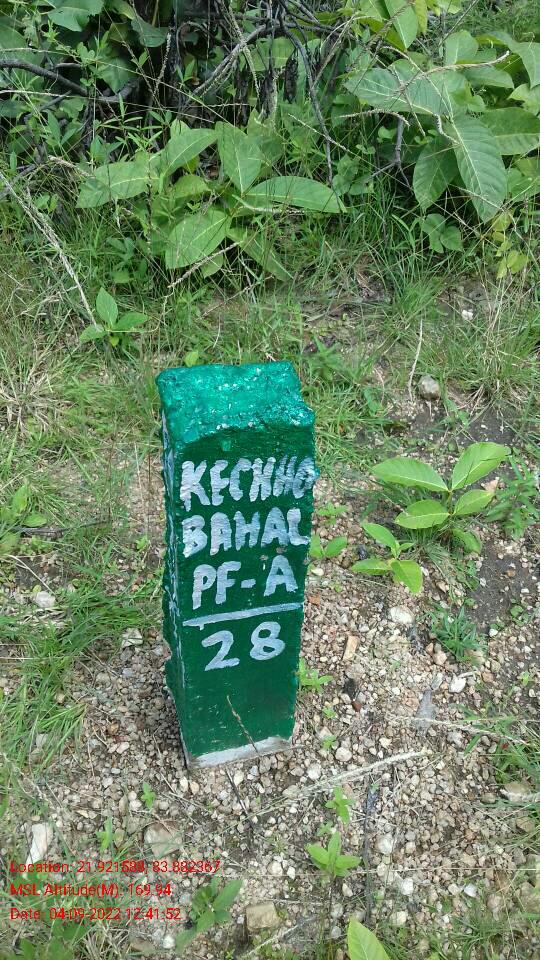 KECHHO
BAHAL
PF-A
28
Location: 21.921588, 83.882367
MSL Altitude(M): 169.94
Date: 04-09-2022 12:41:52